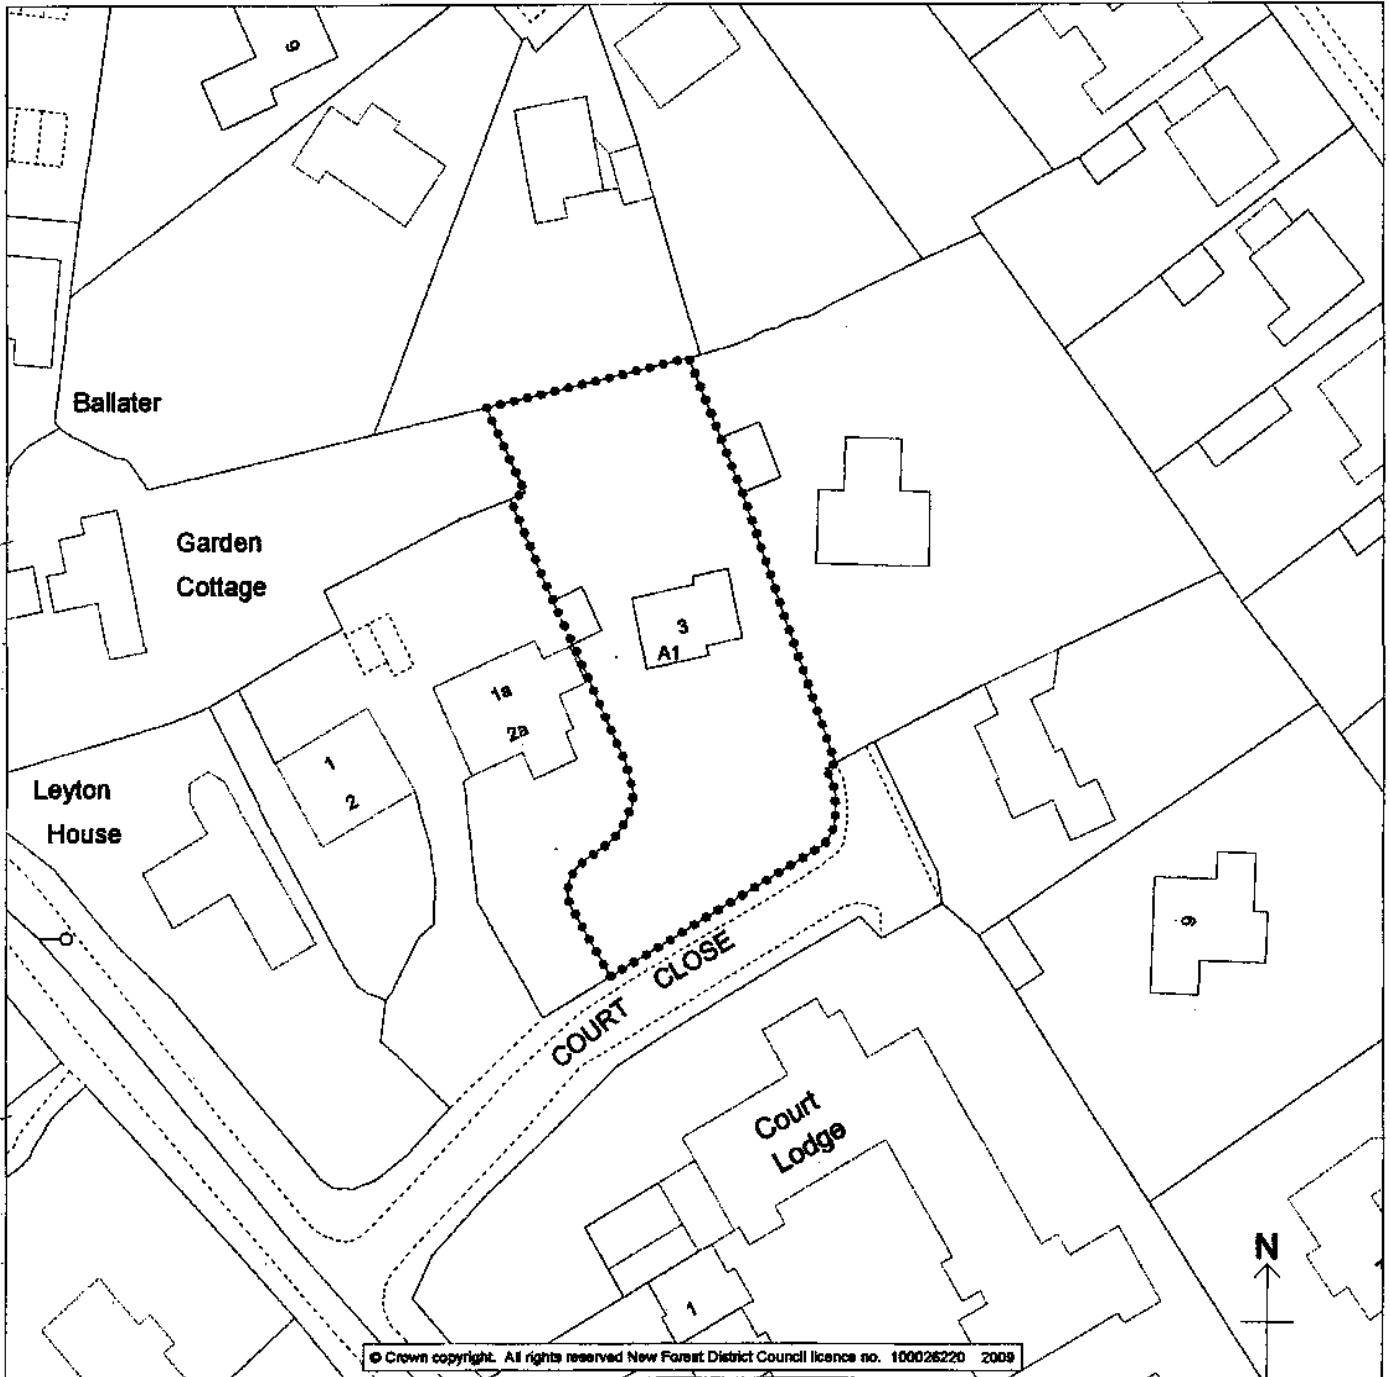 9
Ballater
Garden
Cottage
3
A1
1a
2a
1
2
Leyton
House
9
COURT CLOSE
Court
Lodge
N
1
© Crown copyright. All rights reserved New Forest District Council licence no. 100026220 2009